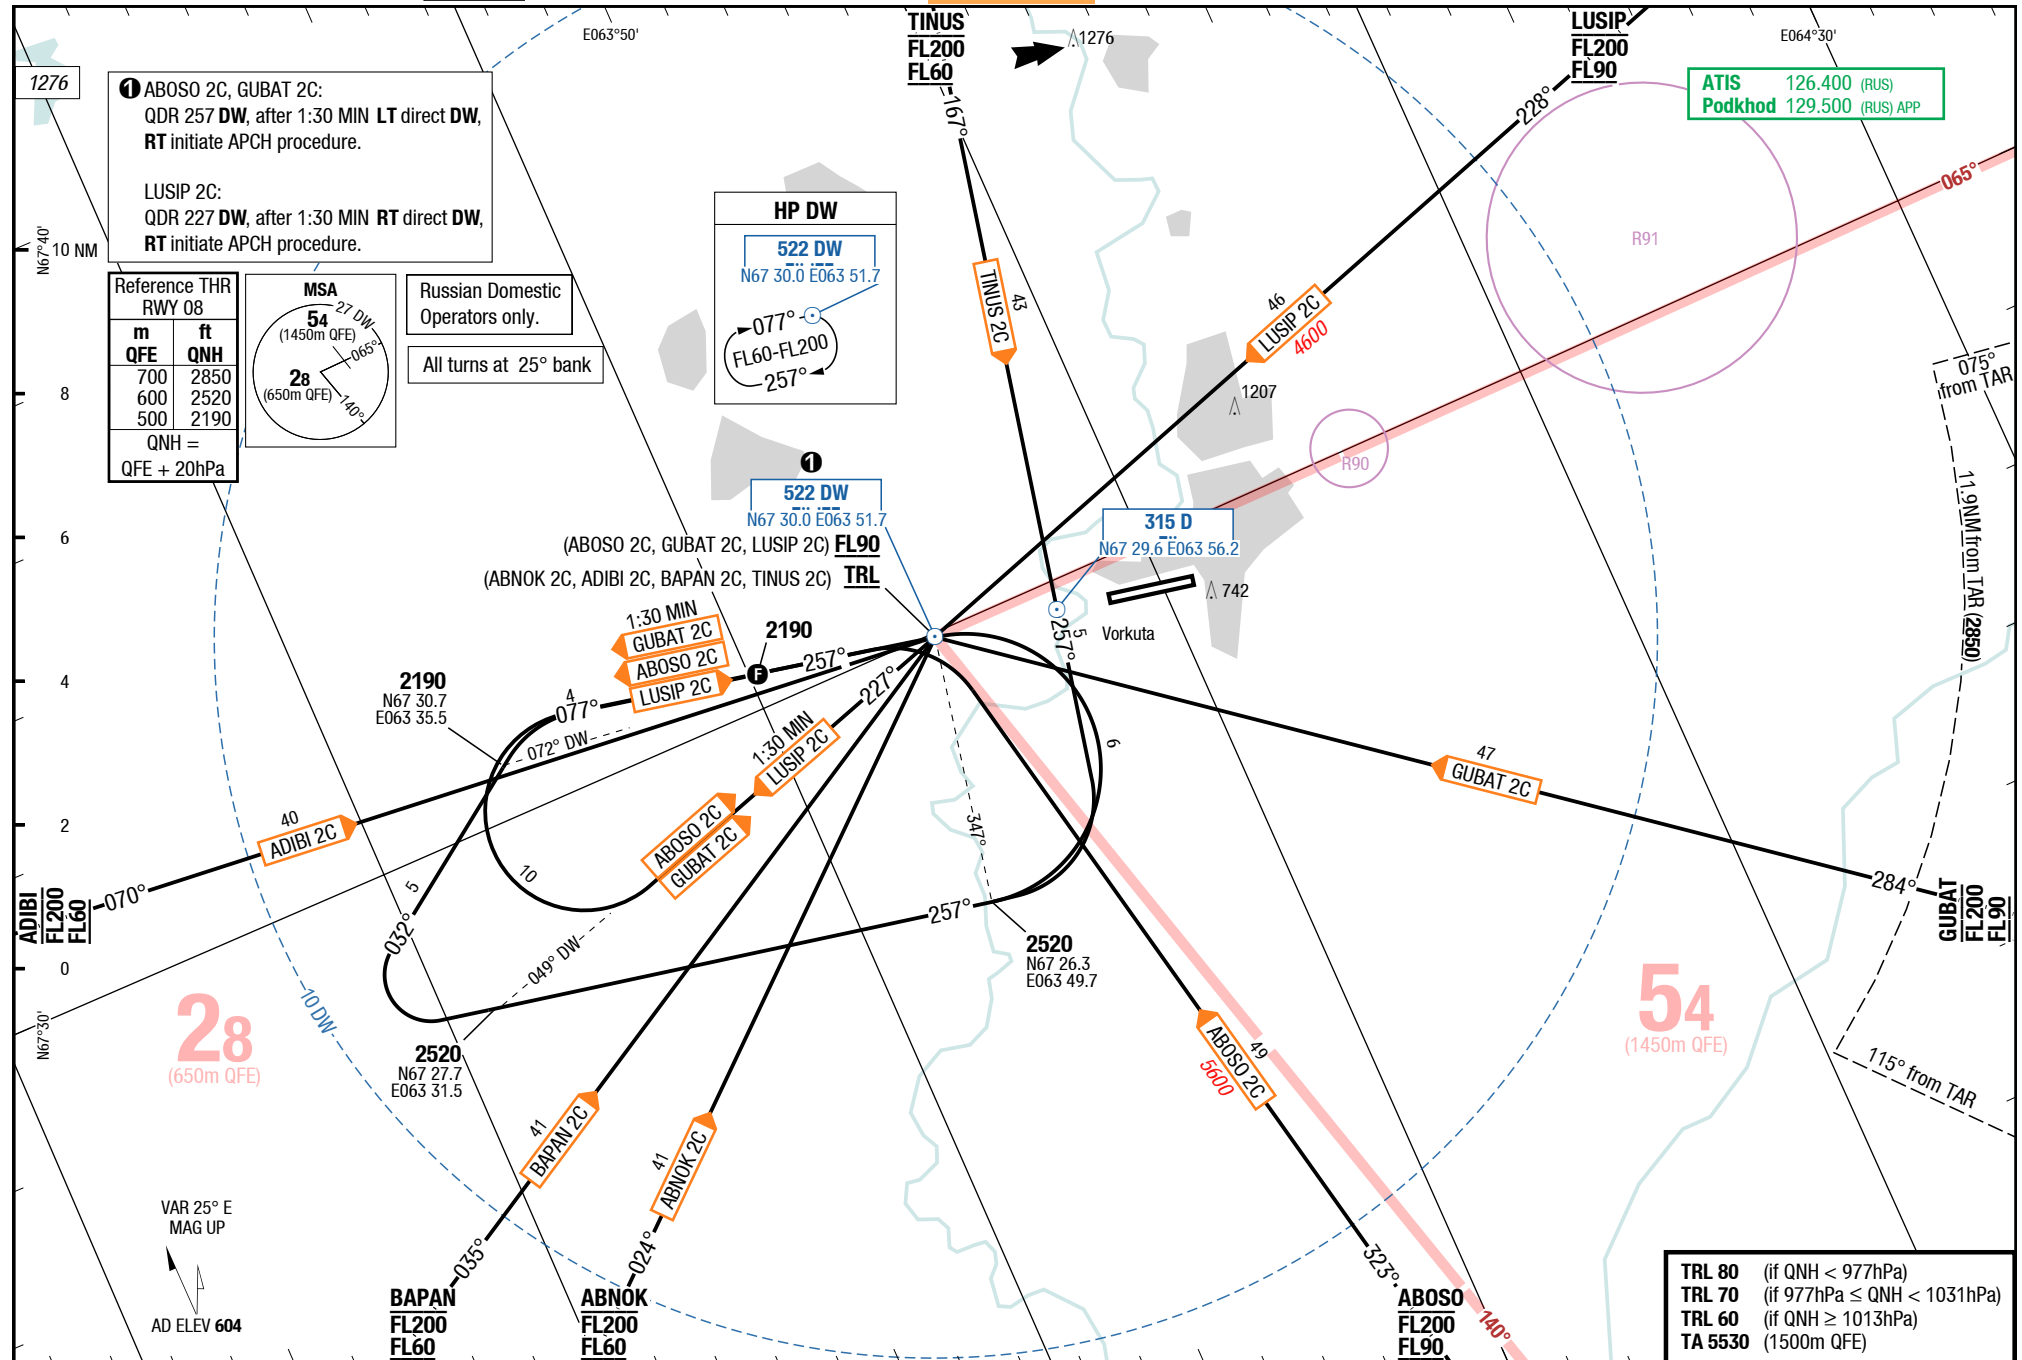 TINUS
FL200
FL60
LUSIP
FL200
FL90
E063°50'
E064°30'
1276
1276
ATIS 126.400 (RUS)
Podkhod 129.500 (RUS) APP
1 ABOSO 2C, GUBAT 2C:
QDR 257 DW, after 1:30 MIN LT direct DW,
RT initiate APCH procedure.
LUSIP 2C:
QDR 227 DW, after 1:30 MIN RT direct DW,
RT initiate APCH procedure.
167°
228°
065°
N67°40'
10 NM
8
6
4
2
0
N67°30'
Reference THR
RWY 08
m ft
QFE QNH
700 2850
600 2520
500 2190
QNH =
QFE + 20hPa
MSA
27 DW
54
(1450m QFE)
065°
28
(650m QFE)
140°
Russian Domestic
Operators only.
All turns at 25° bank
HP DW
522 DW
N67 30.0 E063 51.7
077°
FL60-FL200
257°
TINUS 2C
43
46
LUSIP 2C
4600
R91
R90
1207
075°
from TAR
11.9NM from TAR (2850)
115° from TAR
1
522 DW
N67 30.0 E063 51.7
(ABOSO 2C, GUBAT 2C, LUSIP 2C) FL90
(ABNOK 2C, ADIBI 2C, BAPAN 2C, TINUS 2C) TRL
315 D
N67 29.6 E063 56.2
742
Vorkuta
257°
5
1:30 MIN
GUBAT 2C
ABOSO 2C
LUSIP 2C
F
2190
257°
2190
N67 30.7
E063 35.5
4
077°
072° DW
227°
1:30 MIN
LUSIP 2C
ABOSO 2C
GUBAT 2C
6
347°
47
GUBAT 2C
284°
GUBAT
FL200
FL90
40
ADIBI 2C
070°
ADIBI
FL200
FL60
10
5
032°
049° DW
257°
2520
N67 26.3
E063 49.7
2520
N67 27.7
E063 31.5
28
(650m QFE)
10 DW
54
(1450m QFE)
49
ABOSO 2C
5600
323°
ABOSO
FL200
FL90
140°
41
BAPAN 2C
035°
BAPAN
FL200
FL60
41
ABNOK 2C
024°
ABNOK
FL200
FL60
VAR 25° E
MAG UP
AD ELEV 604
TRL 80 (if QNH < 977hPa)
TRL 70 (if 977hPa ≤ QNH < 1031hPa)
TRL 60 (if QNH ≥ 1013hPa)
TA 5530 (1500m QFE)